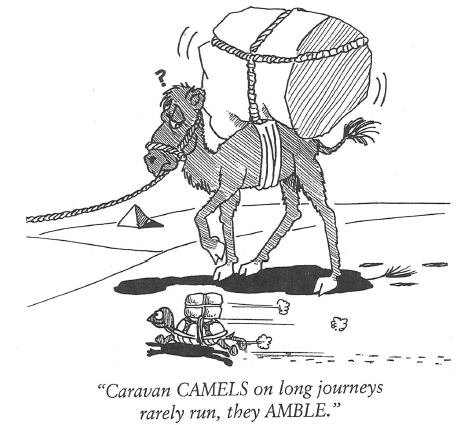 ?
"Caravan CAMELS on long journeys
rarely run, they AMBLE."